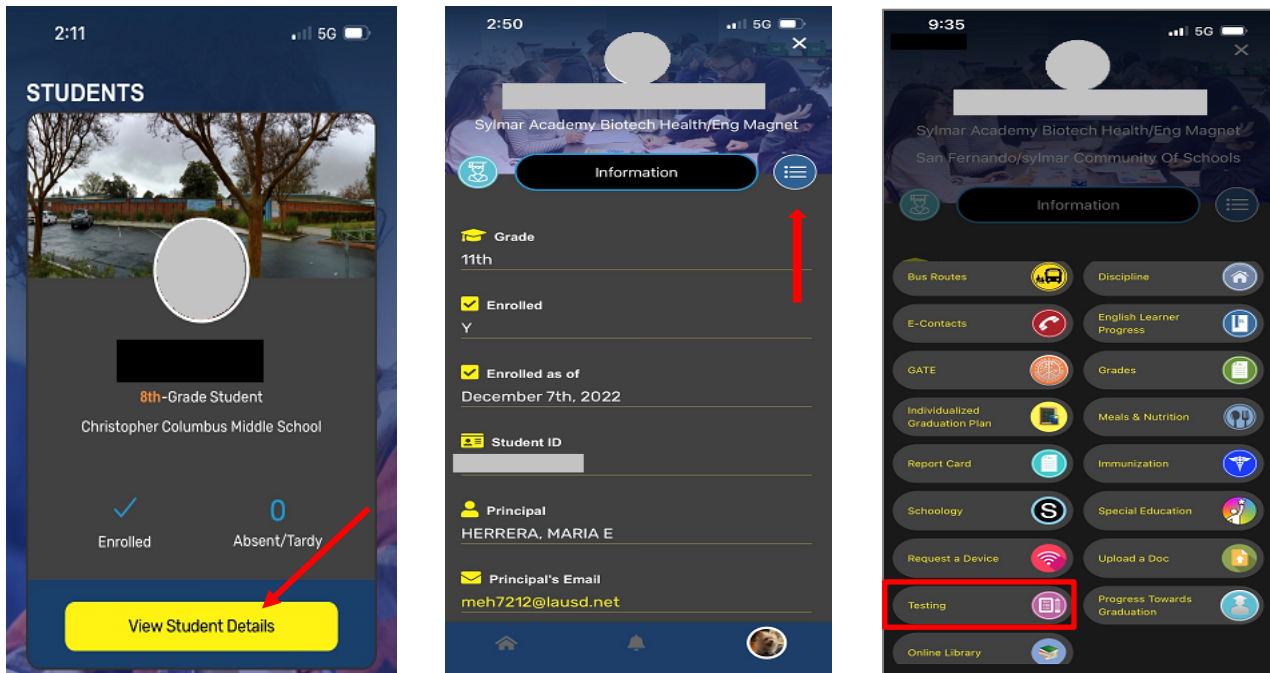 2:11
5G
STUDENTS
8th-Grade Student
Christopher Columbus Middle School
0
Enrolled
Absent/Tardy
View Student Details
2:50
5G
Sylmar Academy Biotech Health/Eng Magnet
Information
Grade
11th
Enrolled
Y
Enrolled as of
December 7th, 2022
Student ID
Principal
HERRERA, MARIA E
Principal's Email
meh7212@lausd.net
9:35
5G
Sylmar Academy Biotech Health/Eng Magnet
San Fernando/sylmar Community Of Schools
Information
Bus Routes
Discipline
E-Contacts
English Learner
Progress
GATE
Grades
Individualized
Graduation Plan
Meals & Nutrition
Report Card
Immunization
Schoology
S
Special Education
Request a Device
Upload a Doc
Testing
Progress Towards
Graduation
Online Library